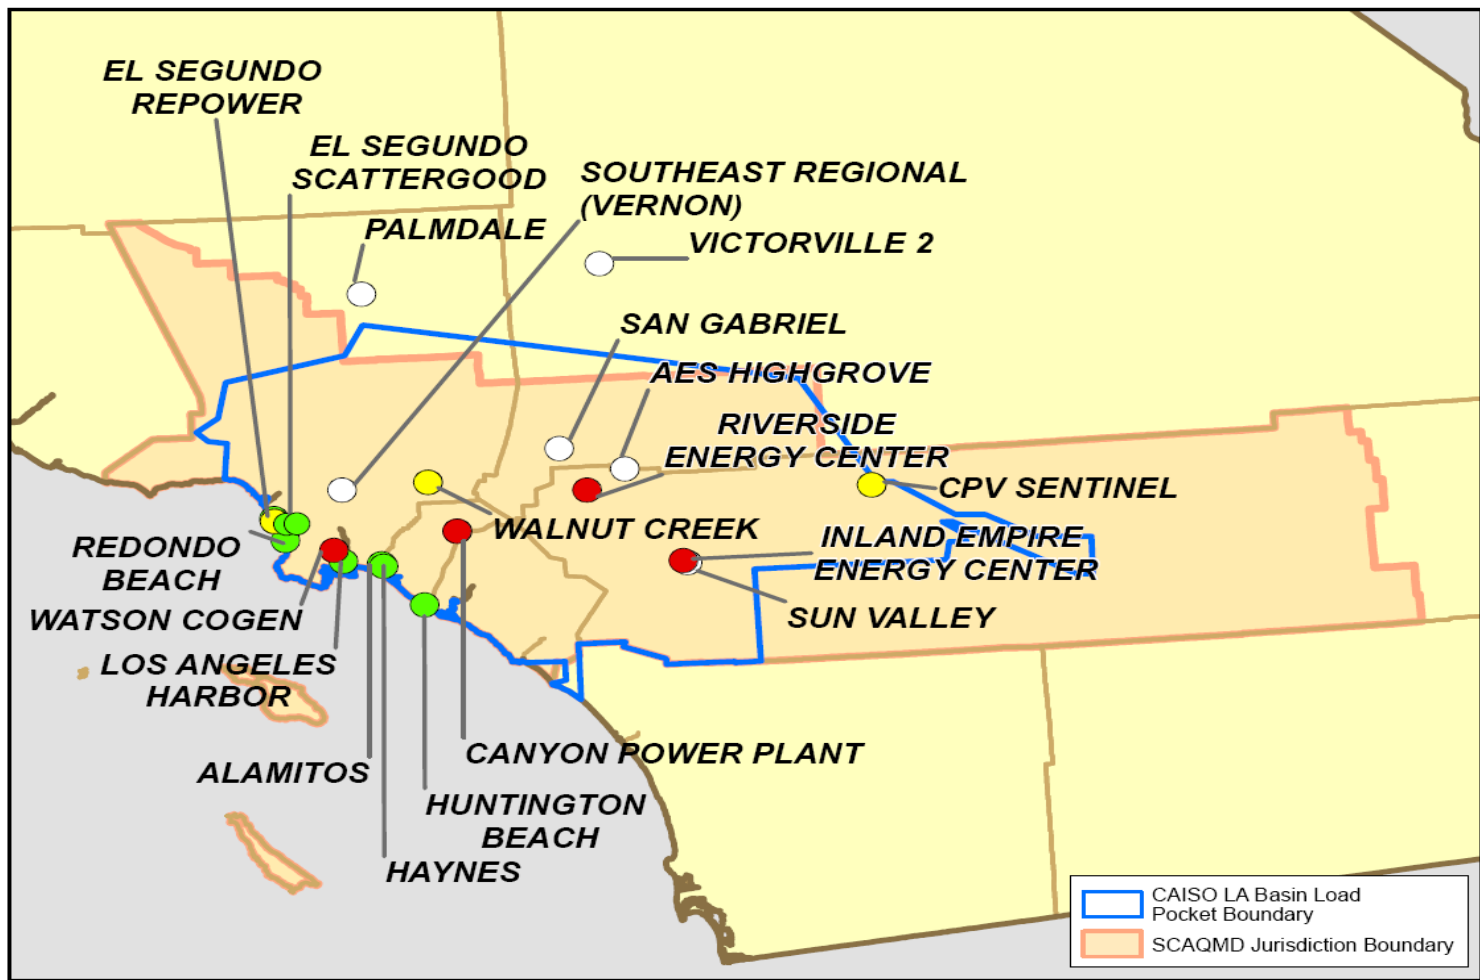 EL SEGUNDO
REPOWER
EL SEGUNDO
SCATTERGOOD
SOUTHEAST REGIONAL
(VERNON)
PALMDALE
VICTORVILLE 2
SAN GABRIEL
AES HIGHGROVE
RIVERSIDE
ENERGY CENTER
CPV SENTINEL
WALNUT CREEK
INLAND EMPIRE
ENERGY CENTER
REDONDO
BEACH
SUN VALLEY
WATSON COGEN
LOS ANGELES
HARBOR
CANYON POWER PLANT
ALAMITOS
HUNTINGTON
BEACH
HAYNES
CAISO LA Basin Load
Pocket Boundary
SCAQMD Jurisdiction Boundary